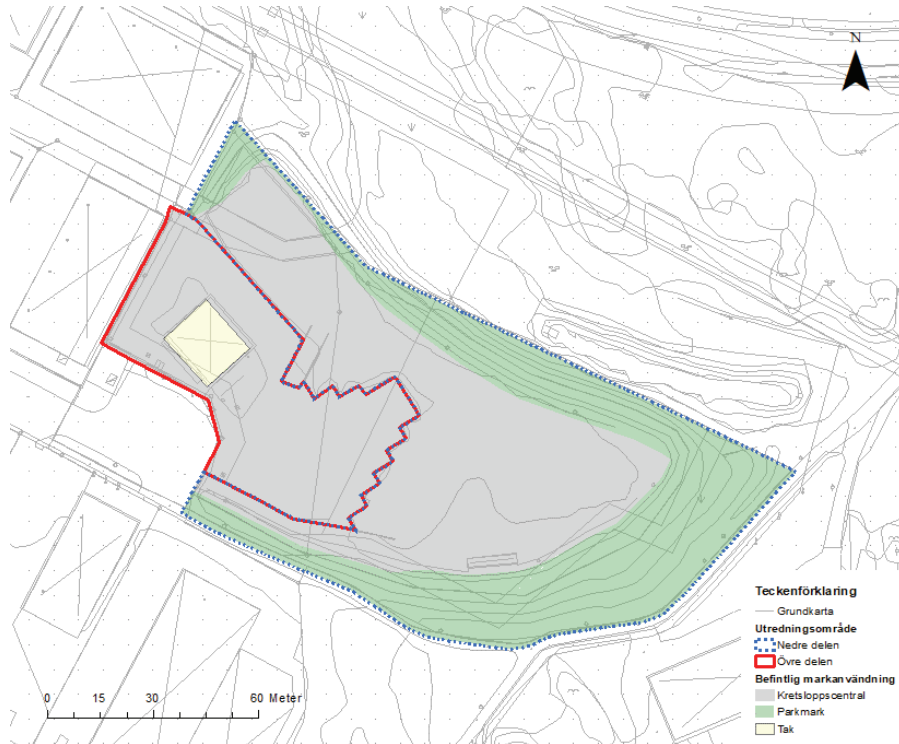 N
Teckenförklaring
Grundkarta
Utredningsområde
Nedre delen
Övre delen
Befintlig markanvändning
Kretsloppscentral
Parkmark
Tak
0 15 30 60 Meter